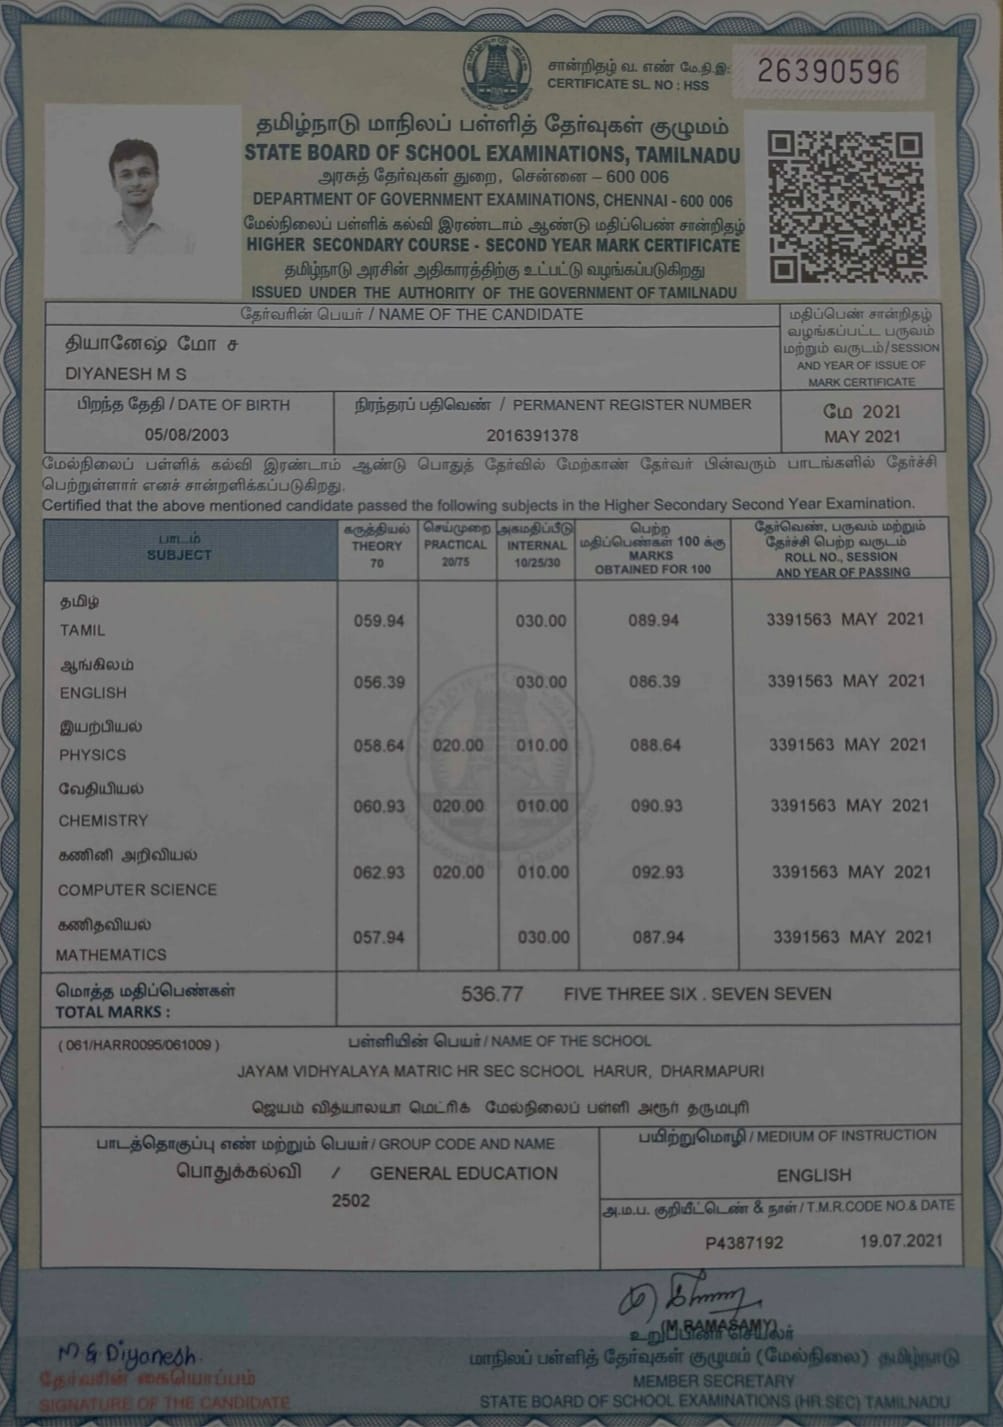 சான்றிதழ் வ. எண் மே.நி.இ:
CERTIFICATE SL. NO : HSS
26390596
தமிழ்நாடு மாநிலப் பள்ளித் தேர்வுகள் குழுமம்
STATE BOARD OF SCHOOL EXAMINATIONS, TAMILNADU
அரசுத் தேர்வுகள் துறை, சென்னை – 600 006
DEPARTMENT OF GOVERNMENT EXAMINATIONS, CHENNAI - 600 006
மேல்நிலைப் பள்ளிக் கல்வி இரண்டாம் ஆண்டு மதிப்பெண் சான்றிதழ்
HIGHER SECONDARY COURSE - SECOND YEAR MARK CERTIFICATE
தமிழ்நாடு அரசின் அதிகாரத்திற்கு உட்பட்டு வழங்கப்படுகிறது
ISSUED UNDER THE AUTHORITY OF THE GOVERNMENT OF TAMILNADU
தேர்வரின் பெயர் / NAME OF THE CANDIDATE
தியானேஷ் மோ ச
DIYANESH M S
மதிப்பெண் சான்றிதழ்
வழங்கப்பட்ட பருவம்
மற்றும் வருடம்/SESSION
AND YEAR OF ISSUE OF
MARK CERTIFICATE
பிறந்த தேதி / DATE OF BIRTH
05/08/2003
நிரந்தரப் பதிவெண் / PERMANENT REGISTER NUMBER
2016391378
மே 2021
MAY 2021
மேல்நிலைப் பள்ளிக் கல்வி இரண்டாம் ஆண்டு பொதுத் தேர்வில் மேற்காண் தேர்வர் பின்வரும் பாடங்களில் தேர்ச்சி
பெற்றுள்ளார் எனச் சான்றளிக்கப்படுகிறது.
Certified that the above mentioned candidate passed the following subjects in the Higher Secondary Second Year Examination.
பாடம்
SUBJECT
கருத்தியல்
THEORY
70
செய்முறை
PRACTICAL
20/75
அகமதிப்பீடு
INTERNAL
10/25/30
பெற்ற
மதிப்பெண்கள் 100 க்கு
MARKS
OBTAINED FOR 100
தேர்வெண், பருவம் மற்றும்
தேர்ச்சி பெற்ற வருடம்
ROLL NO., SESSION
AND YEAR OF PASSING
தமிழ்
TAMIL 059.94 030.00 089.94 3391563 MAY 2021
ஆங்கிலம்
ENGLISH 056.39 030.00 086.39 3391563 MAY 2021
இயற்பியல்
PHYSICS 058.64 020.00 010.00 088.64 3391563 MAY 2021
வேதியியல்
CHEMISTRY 060.93 020.00 010.00 090.93 3391563 MAY 2021
கணினி அறிவியல்
COMPUTER SCIENCE 062.93 020.00 010.00 092.93 3391563 MAY 2021
கணிதவியல்
MATHEMATICS 057.94 030.00 087.94 3391563 MAY 2021
மொத்த மதிப்பெண்கள்
TOTAL MARKS :
536.77 FIVE THREE SIX . SEVEN SEVEN
( 061/HARR0095/061009 ) பள்ளியின் பெயர் / NAME OF THE SCHOOL
JAYAM VIDHYALAYA MATRIC HR SEC SCHOOL HARUR, DHARMAPURI
ஜெயம் வித்யாலயா மெட்ரிக் மேல்நிலைப் பள்ளி அரூர் தருமபுரி
பாடத்தொகுப்பு எண் மற்றும் பெயர் / GROUP CODE AND NAME
பொதுக்கல்வி / GENERAL EDUCATION
2502
பயிற்றுமொழி / MEDIUM OF INSTRUCTION
ENGLISH
அ.ம.ப. குறியீட்டெண் & நாள் / T.M.R.CODE NO.& DATE
P4387192 19.07.2021
M.S Diyanesh.
தேர்வரின் கையொப்பம்
SIGNATURE OF THE CANDIDATE
(M.RAMASAMY)
உறுப்பினர் செயலர்
மாநிலப் பள்ளித் தேர்வுகள் குழுமம் (மேல்நிலை) தமிழ்நாடு
MEMBER SECRETARY
STATE BOARD OF SCHOOL EXAMINATIONS (HR.SEC) TAMILNADU